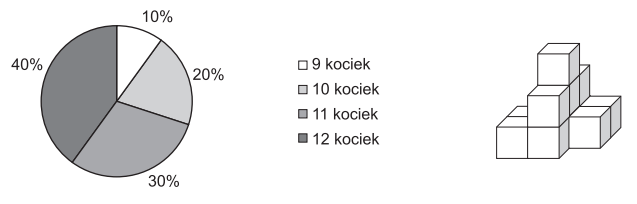 10%
40%
20%
30%
9 kociek
10 kociek
11 kociek
12 kociek